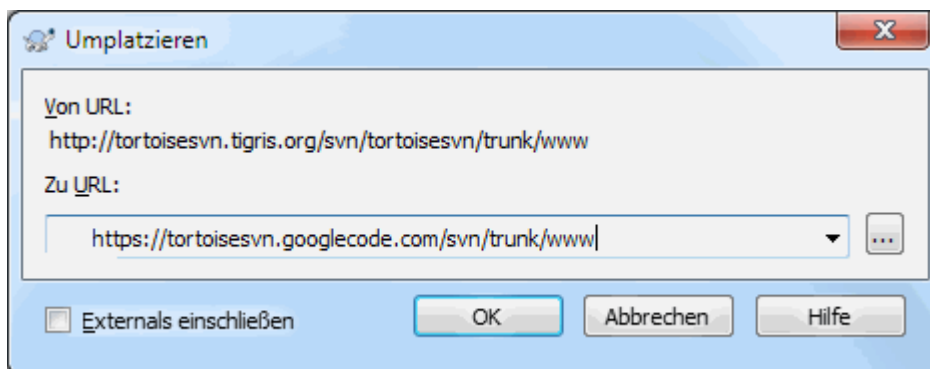 Umplatzieren
Von URL:
http://tortoisesvn.tigris.org/svn/tortoisesvn/trunk/www
Zu URL:
https://tortoisesvn.googlecode.com/svn/trunk/www
...
Externals einschließen
OK
Abbrechen
Hilfe